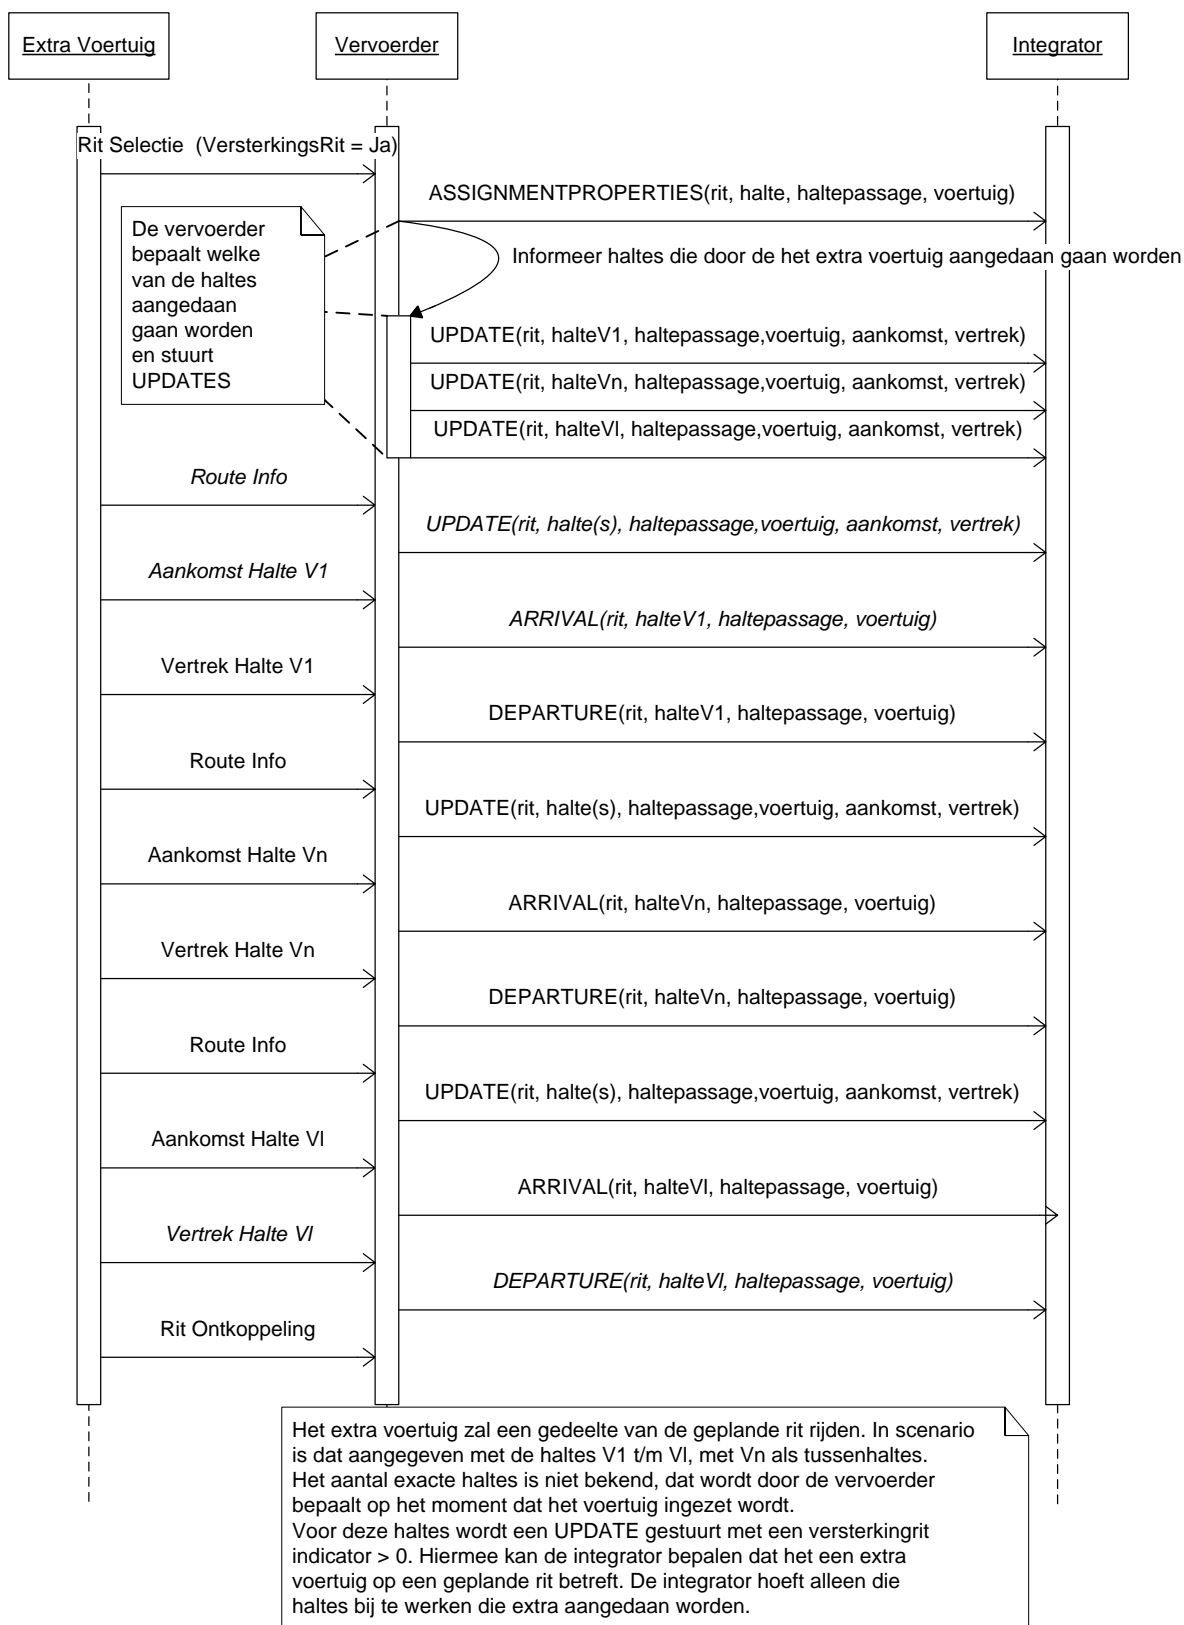 Extra Voertuig
Vervoerder
Integrator
Rit Selectie  (VersterkingsRit = Ja)
ASSIGNMENTPROPERTIES(rit, halte, haltepassage, voertuig)
De vervoerder
bepaalt welke
van de haltes
aangedaan
gaan worden
en stuurt
UPDATES
Informeer haltes die door de het extra voertuig aangedaan gaan worden
UPDATE(rit, halteV1, haltepassage,voertuig, aankomst, vertrek)
UPDATE(rit, halteVn, haltepassage,voertuig, aankomst, vertrek)
UPDATE(rit, halteVl, haltepassage,voertuig, aankomst, vertrek)
Route Info
UPDATE(rit, halte(s), haltepassage,voertuig, aankomst, vertrek)
Aankomst Halte V1
ARRIVAL(rit, halteV1, haltepassage, voertuig)
Vertrek Halte V1
DEPARTURE(rit, halteV1, haltepassage, voertuig)
Route Info
UPDATE(rit, halte(s), haltepassage,voertuig, aankomst, vertrek)
Aankomst Halte Vn
ARRIVAL(rit, halteVn, haltepassage, voertuig)
Vertrek Halte Vn
DEPARTURE(rit, halteVn, haltepassage, voertuig)
Route Info
UPDATE(rit, halte(s), haltepassage,voertuig, aankomst, vertrek)
Aankomst Halte Vl
ARRIVAL(rit, halteVl, haltepassage, voertuig)
Vertrek Halte Vl
DEPARTURE(rit, halteVl, haltepassage, voertuig)
Rit Ontkoppeling
Het extra voertuig zal een gedeelte van de geplande rit rijden. In scenario
is dat aangegeven met de haltes V1 t/m Vl, met Vn als tussenhaltes.
Het aantal exacte haltes is niet bekend, dat wordt door de vervoerder
bepaalt op het moment dat het voertuig ingezet wordt.
Voor deze haltes wordt een UPDATE gestuurt met een versterkingrit
indicator > 0. Hiermee kan de integrator bepalen dat het een extra
voertuig op een geplande rit betreft. De integrator hoeft alleen die
haltes bij te werken die extra aangedaan worden.